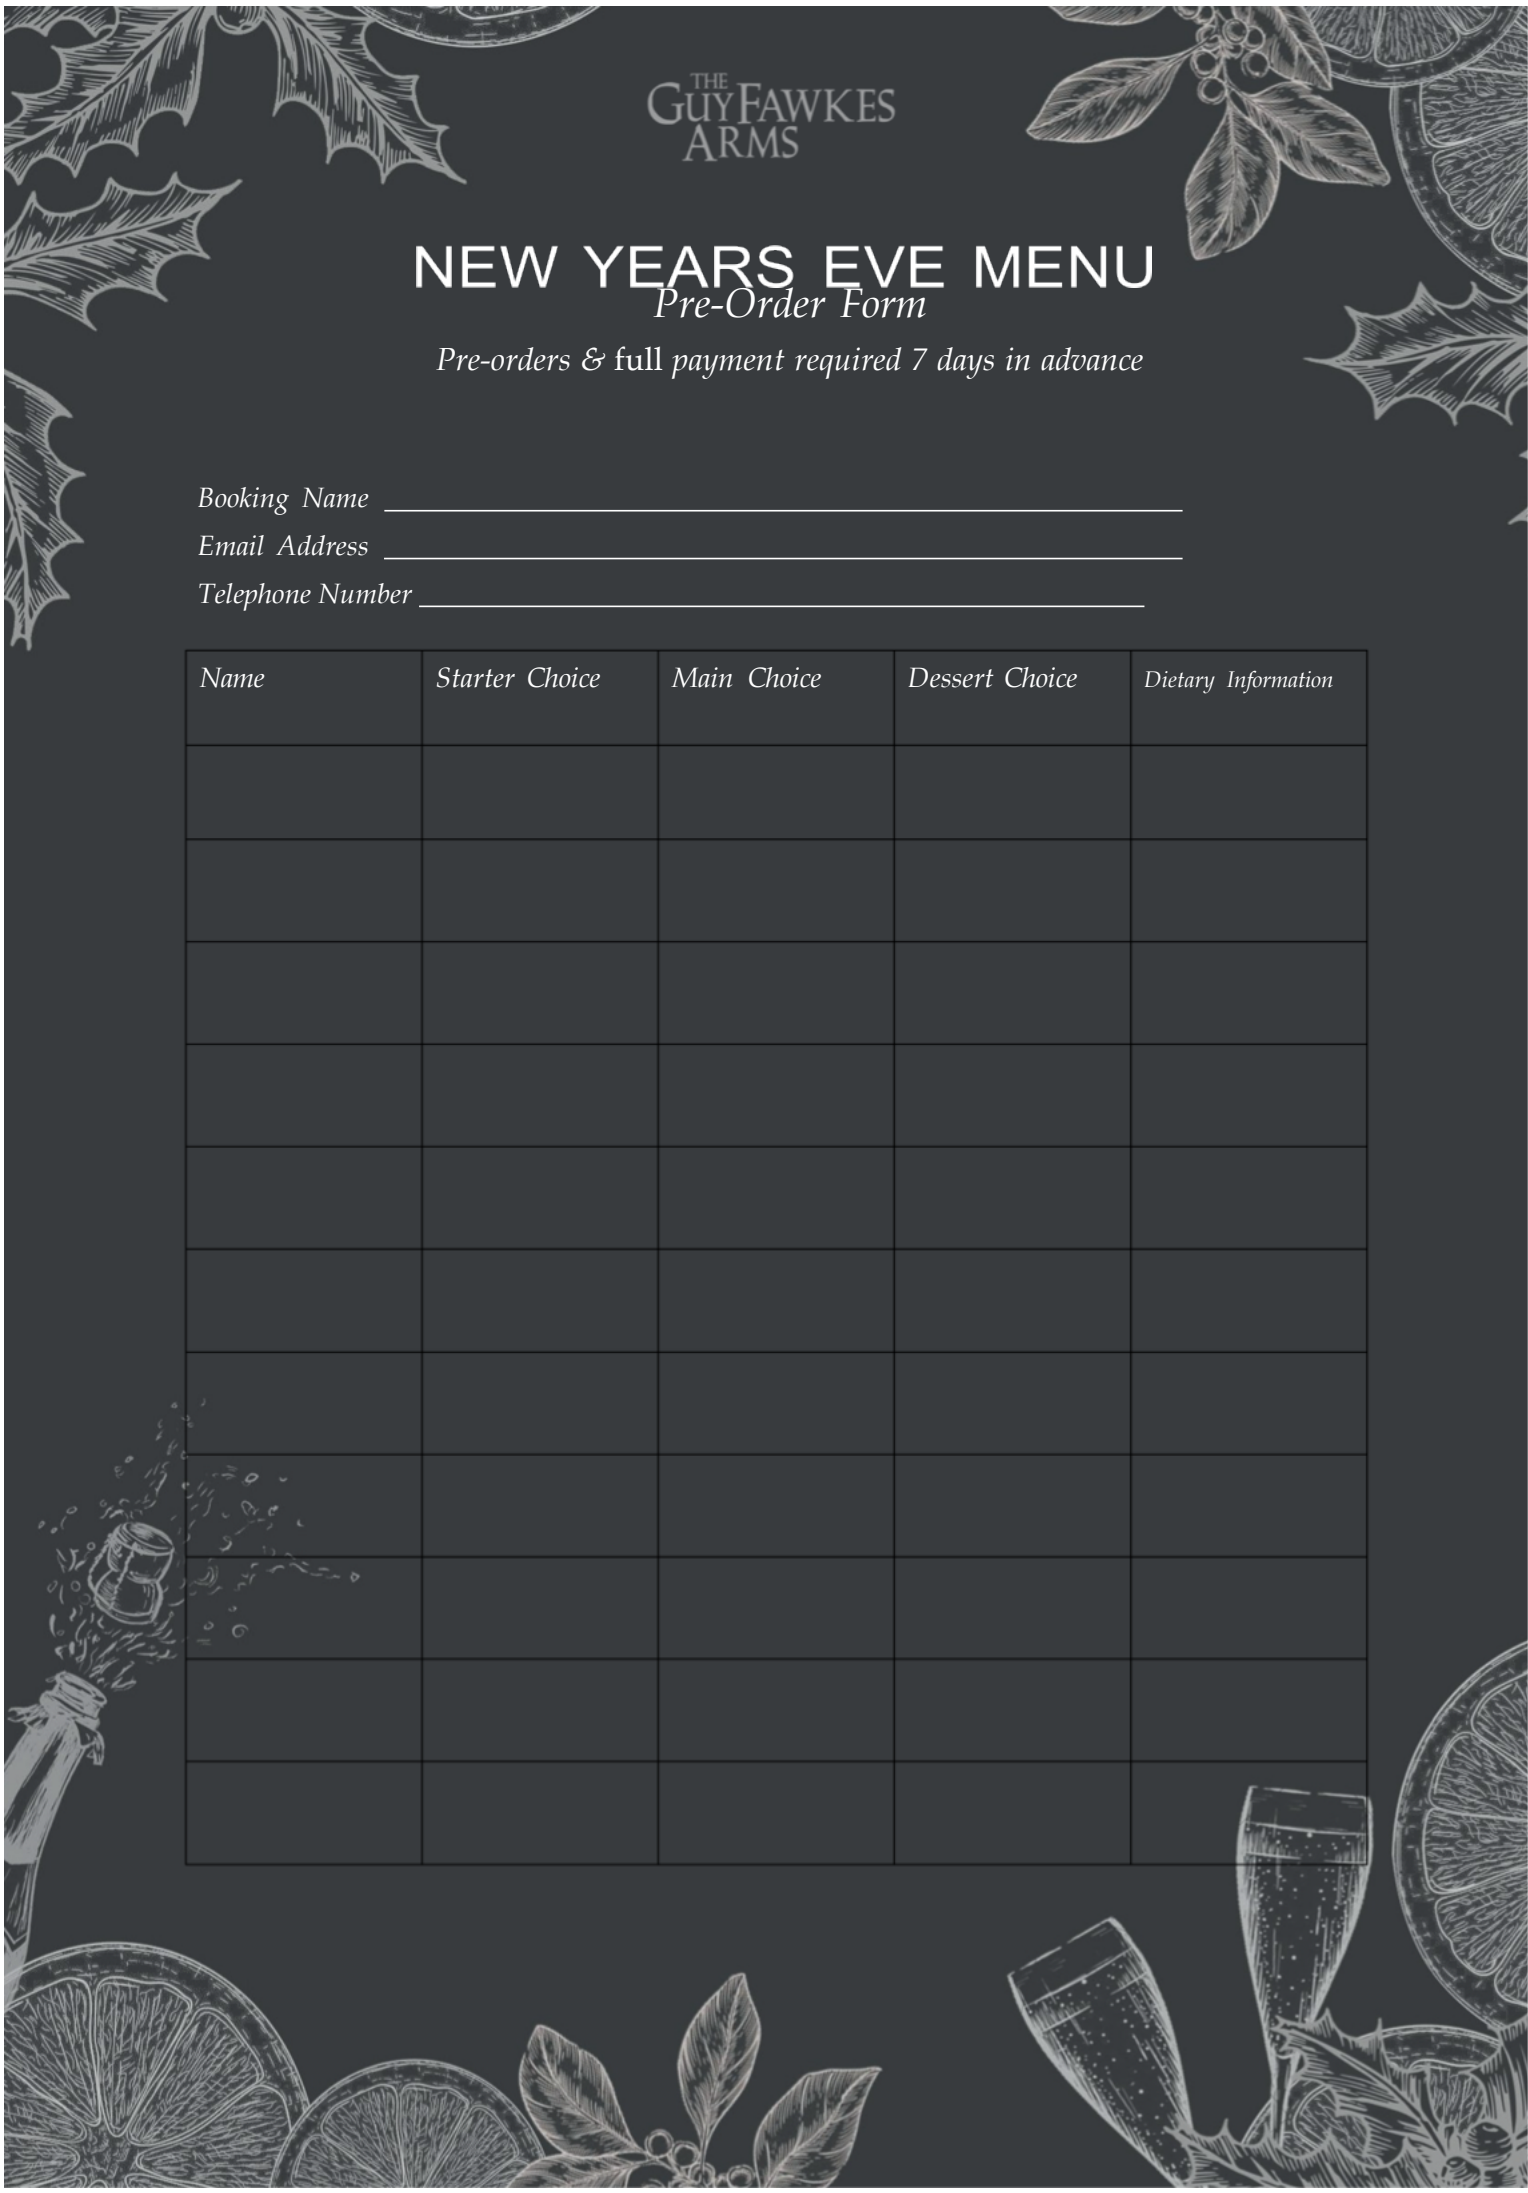 THE
GUY FAWKES
ARMS
NEW YEARS EVE MENU
Pre-Order Form
Pre-orders & full payment required 7 days in advance
Booking Name
Email Address
Telephone Number
Name Starter Choice Main Choice Dessert Choice Dietary Information